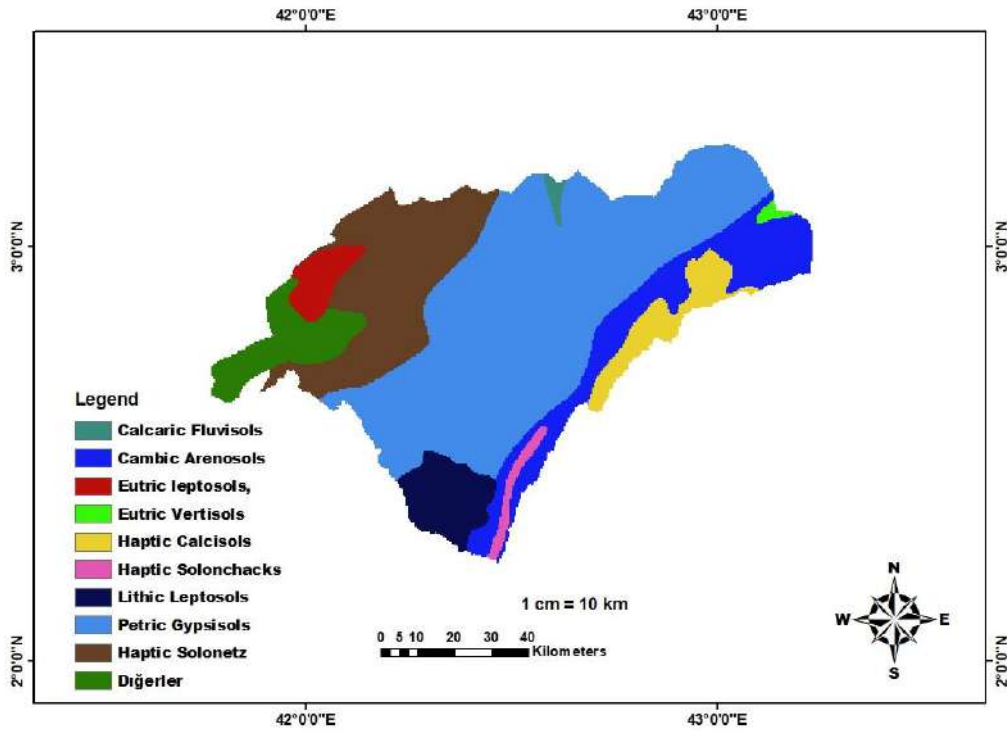 42°0'0"E 43°0'0"E
3°0'0"N 3°0'0"N
Legend
Calcaric Fluvisols
Cambic Arenosols
Eutric leptosols,
Eutric Vertisols
Haptic Calcisols
Haptic Solonchacks
Lithic Leptosols
Petric Gypsisols
Haptic Solonetz
Dığerler
1 cm = 10 km
0 5 10 20 30 40
Kilometers
N
W E
S
2°0'0"N 2°0'0"N
42°0'0"E 43°0'0"E